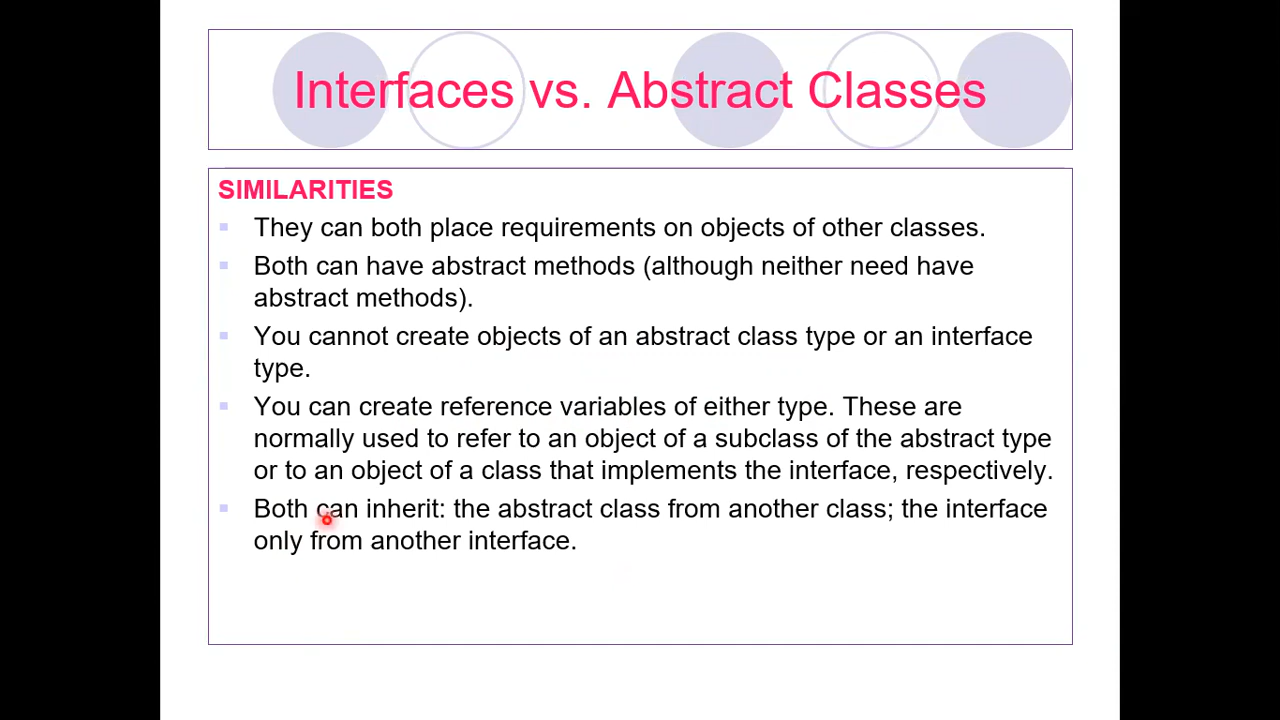 Interfaces vs. Abstract Classes
SIMILARITIES
They can both place requirements on objects of other classes.
Both can have abstract methods (although neither need have
abstract methods).
You cannot create objects of an abstract class type or an interface
type.
You can create reference variables of either type. These are
normally used to refer to an object of a subclass of the abstract type
or to an object of a class that implements the interface, respectively.
Both can inherit: the abstract class from another class; the interface
only from another interface.